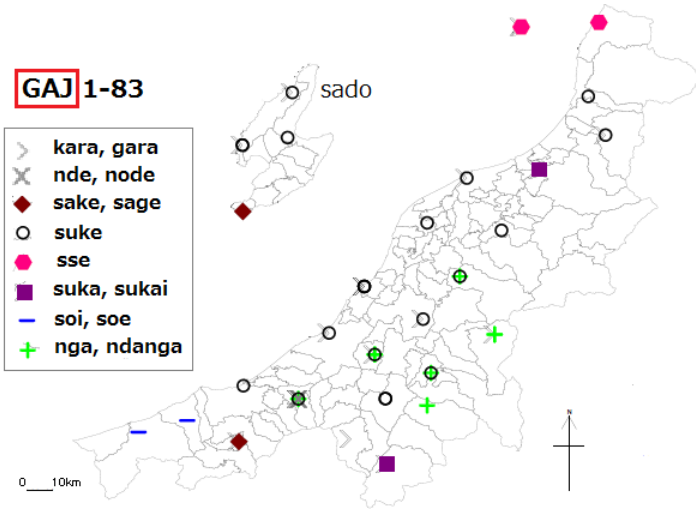 sado
GAJ 1-83
kara, gara
nde, node
sake, sage
suke
sse
suka, sukai
soi, soe
nga, ndanga
0 10km
N